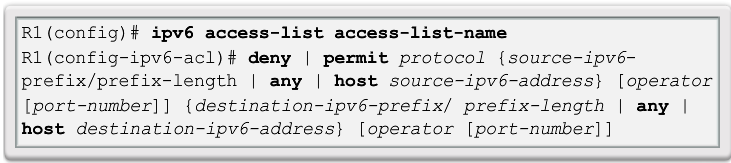 R1(config)# ipv6 access-list access-list-name
R1(config-ipv6-acl)# deny | permit protocol {source-ipv6-
prefix/prefix-length | any | host source-ipv6-address} [operator
[port-number]] {destination-ipv6-prefix/ prefix-length | any |
host destination-ipv6-address} [operator [port-number]]